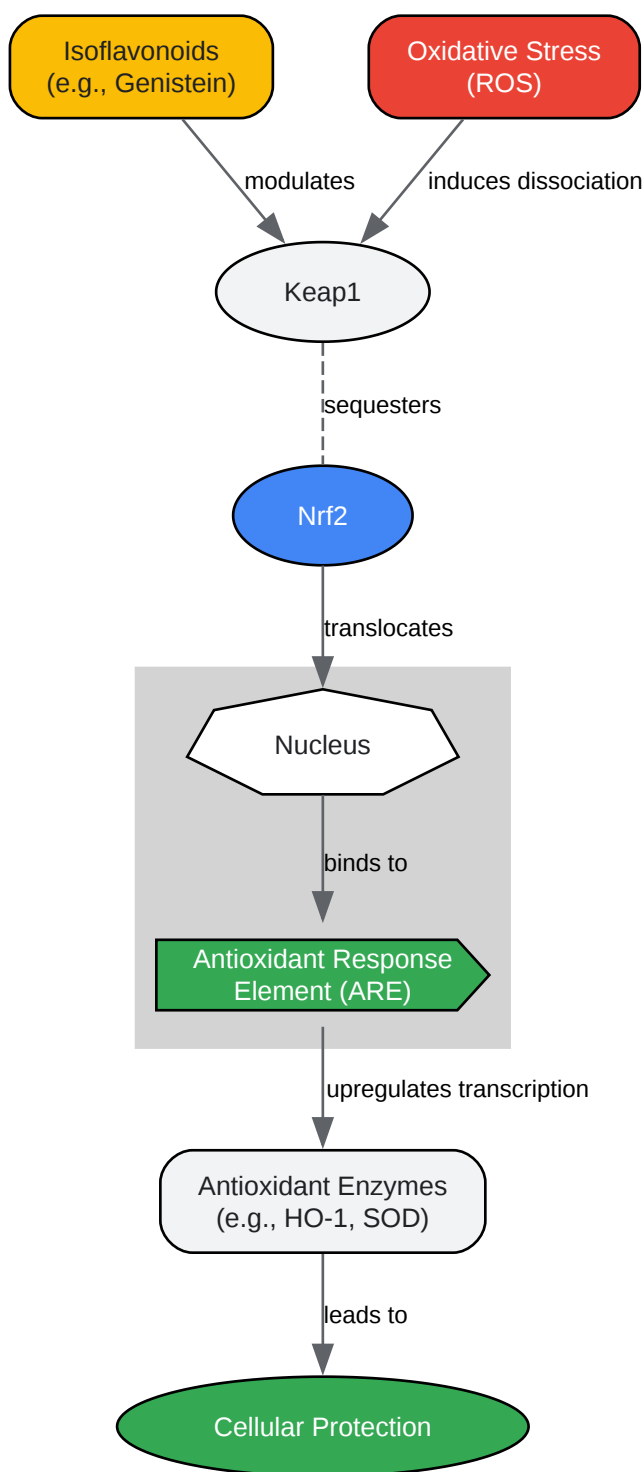 Isoflavonoids
(e.g., Genistein)
Oxidative Stress
(ROS)
modulates
induces dissociation
Keap1
sequesters
Nrf2
translocates
Nucleus
binds to
Antioxidant Response
Element (ARE)
upregulates transcription
Antioxidant Enzymes
(e.g., HO-1, SOD)
leads to
Cellular Protection